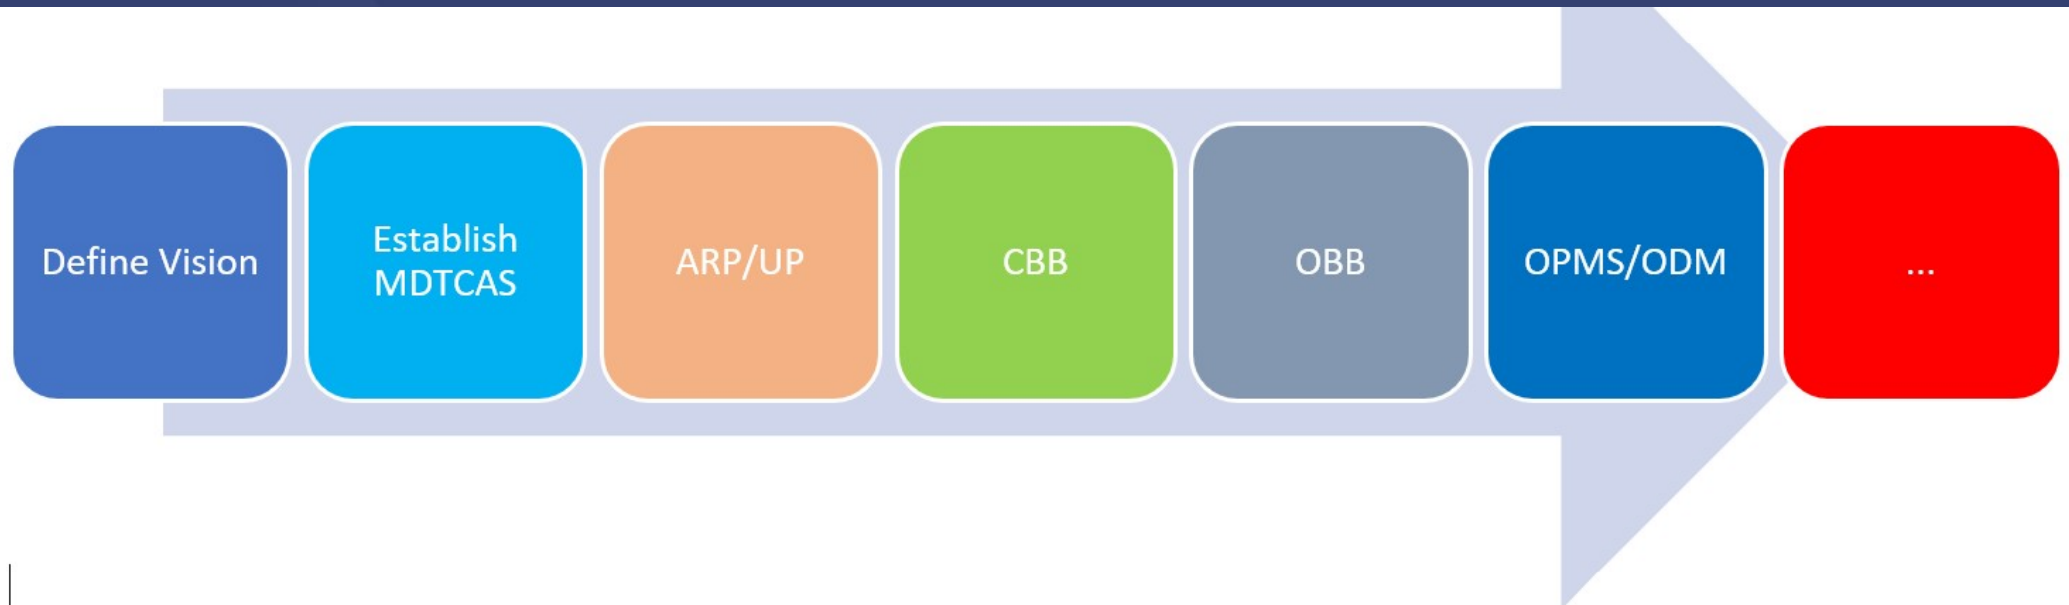 Define Vision
Establish
MDTCAS
ARP/UP
CBB
OBB
OPMS/ODM
...